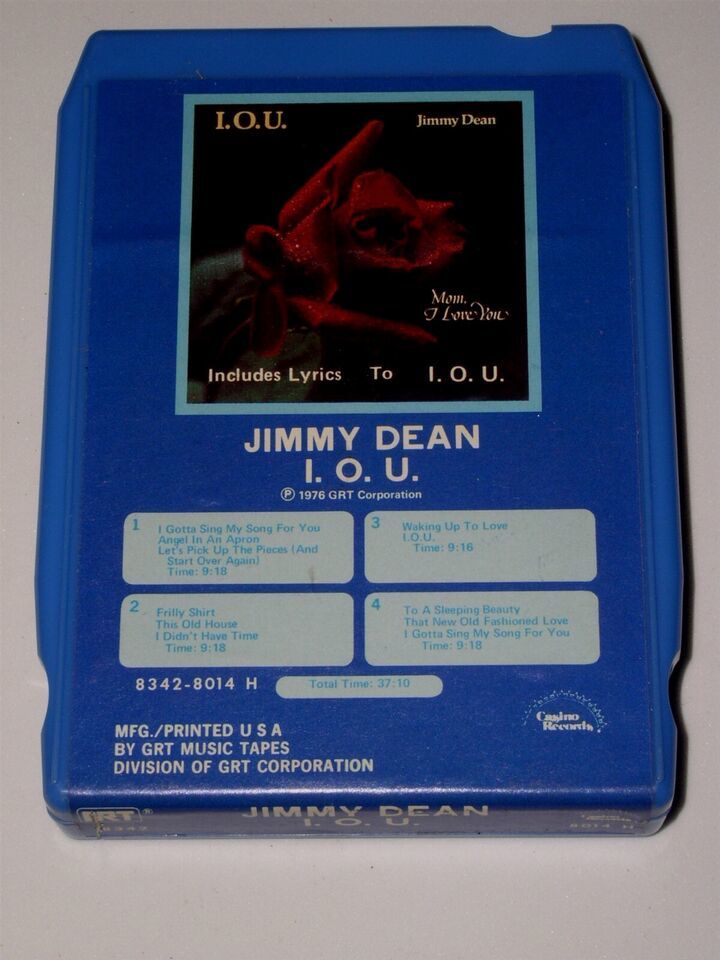 I.O.U. Jimmy Dean
Mom,
I Love You
Includes Lyrics To I. O. U.
JIMMY DEAN
I. O. U.
Ⓟ 1976 GRT Corporation
1 I Gotta Sing My Song For You
Angel In An Apron
Let's Pick Up The Pieces (And
Start Over Again)
Time: 9:18
2 Frilly Shirt
This Old House
I Didn't Have Time
Time: 9:18
3 Waking Up To Love
I.O.U.
Time: 9:16
4 To A Sleeping Beauty
That New Old Fashioned Love
I Gotta Sing My Song For You
Time: 9:18
8342-8014 H Total Time: 37:10
Casino
Records
MFG./PRINTED U S A
BY GRT MUSIC TAPES
DIVISION OF GRT CORPORATION
GRT®
JIMMY DEAN
I. O. U.
8342
8014 H